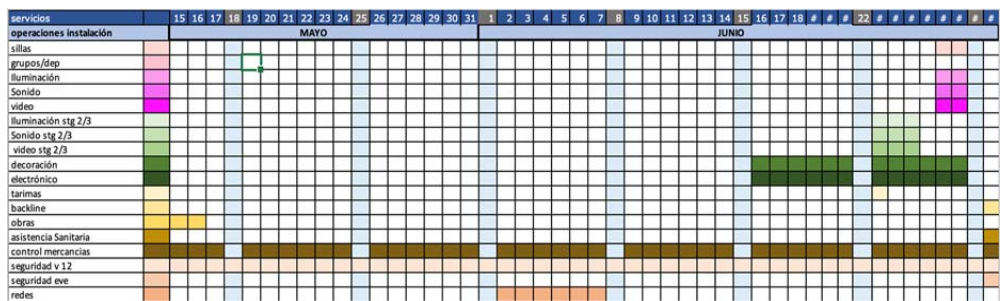 servicios 15 16 17 18 19 20 21 22 23 24 25 26 27 28 29 30 31 1 2 3 4 5 6 7 8 9 10 11 12 13 14 15 16 17 18 # # # 22 # # # # # # #
operaciones instalación MAYO JUNIO
sillas
grupos/dep
Iluminación
Sonido
video
Iluminación stg 2/3
Sonido stg 2/3
video stg 2/3
decoración
electrónico
tarimas
backline
obras
asistencia Sanitaria
control mercancias
seguridad v 12
seguridad eve
redes